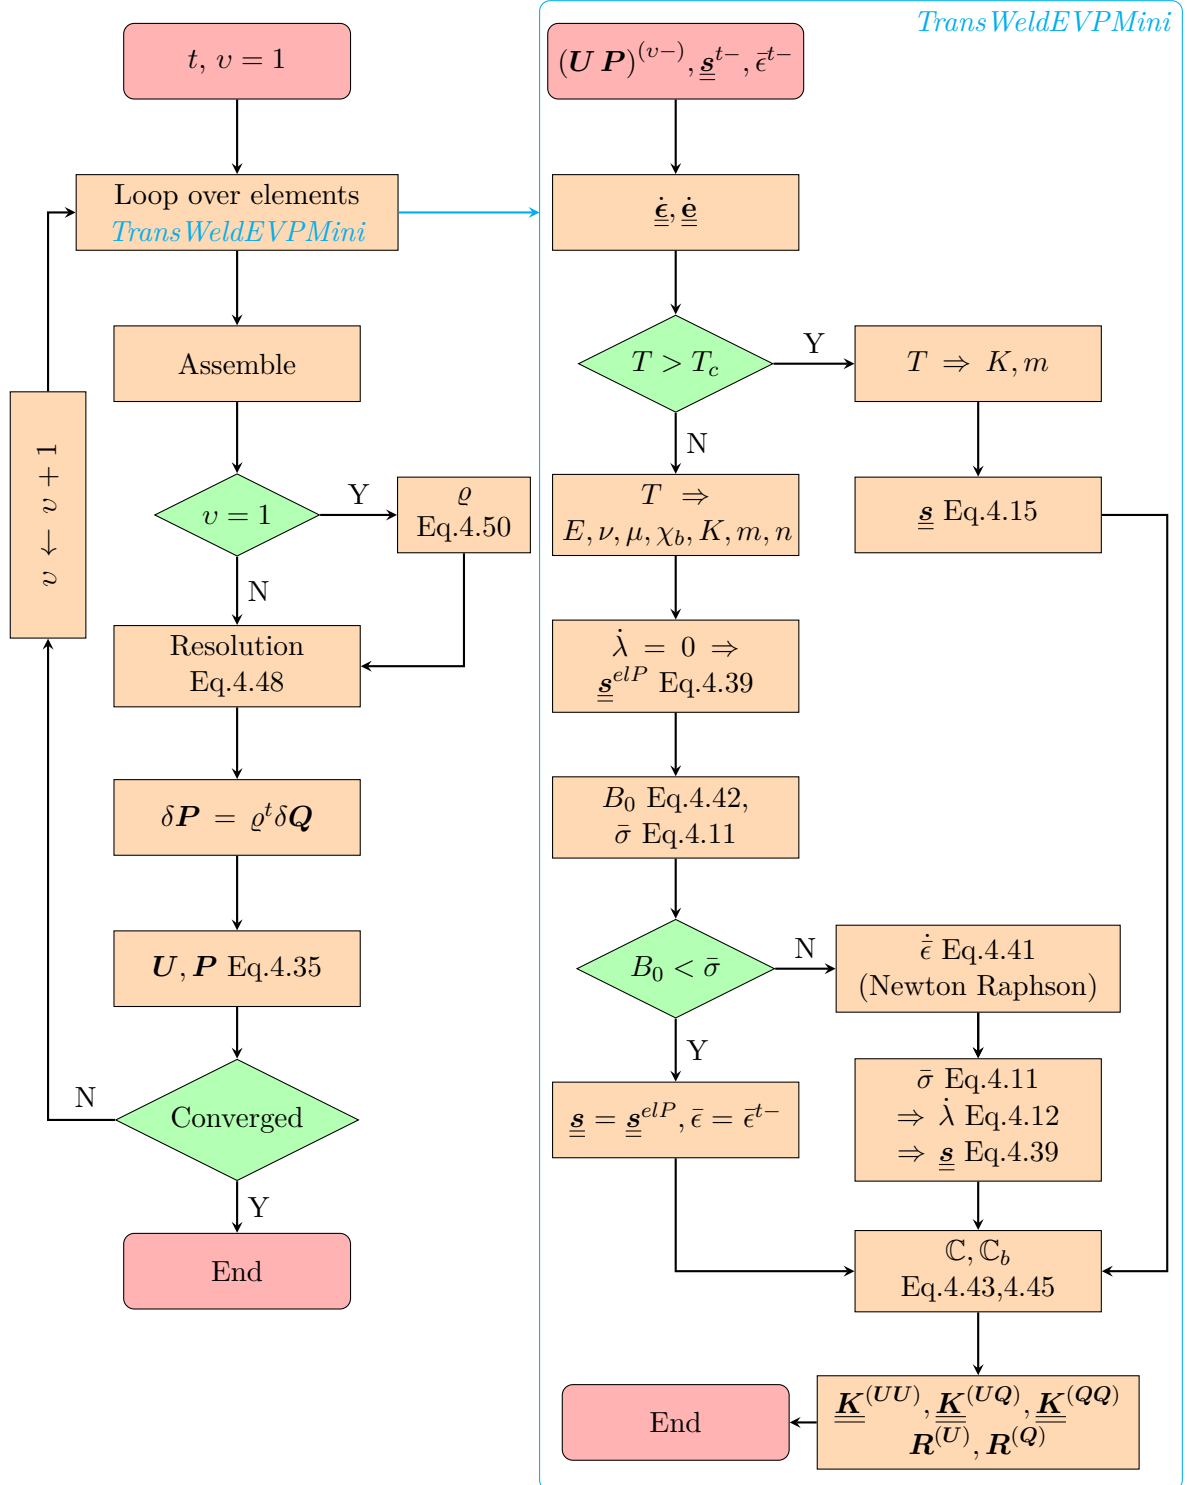 t, υ = 1
Loop over elements
TransWeldEVPMini
Assemble
υ = 1
Y
ϱ
Eq.4.50
N
υ ← υ + 1
Resolution
Eq.4.48
δP = ϱᵗδQ
U, P Eq.4.35
Converged
N
Y
End
TransWeldEVPMini
(U P)^(υ−), s̳^t−, ϵ̄^t−
ϵ̳̇, ė̳
T > T_c
Y
T ⇒ K, m
s̳ Eq.4.15
N
T ⇒
E, ν, μ, χ_b, K, m, n
λ̇ = 0 ⇒
s̳^elP Eq.4.39
B₀ Eq.4.42,
σ̄ Eq.4.11
B₀ < σ̄
N
ϵ̄̇ Eq.4.41
(Newton Raphson)
Y
s̳ = s̳^elP, ϵ̄ = ϵ̄^t−
σ̄ Eq.4.11
⇒ λ̇ Eq.4.12
⇒ s̳ Eq.4.39
ℂ, ℂ_b
Eq.4.43,4.45
K̳^(UU), K̳^(UQ), K̳^(QQ)
R^(U), R^(Q)
End